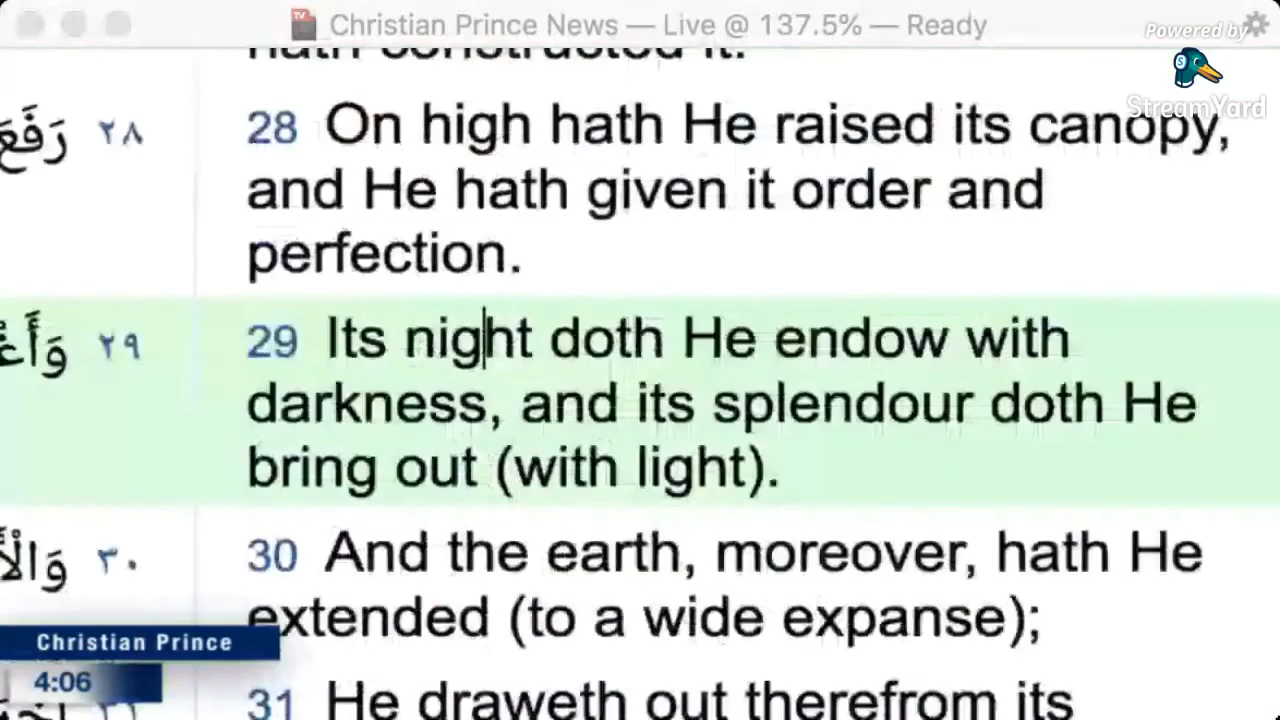 Christian Prince News — Live @ 137.5% — Ready
Powered by
StreamYard
hath constructed it.
رَفَعَ ٢٨ 28 On high hath He raised its canopy,
and He hath given it order and
perfection.
٢٩ 29 Its night doth He endow with
darkness, and its splendour doth He
bring out (with light).
٣٠ 30 And the earth, moreover, hath He
extended (to a wide expanse);
31 He draweth out therefrom its
Christian Prince
4:06